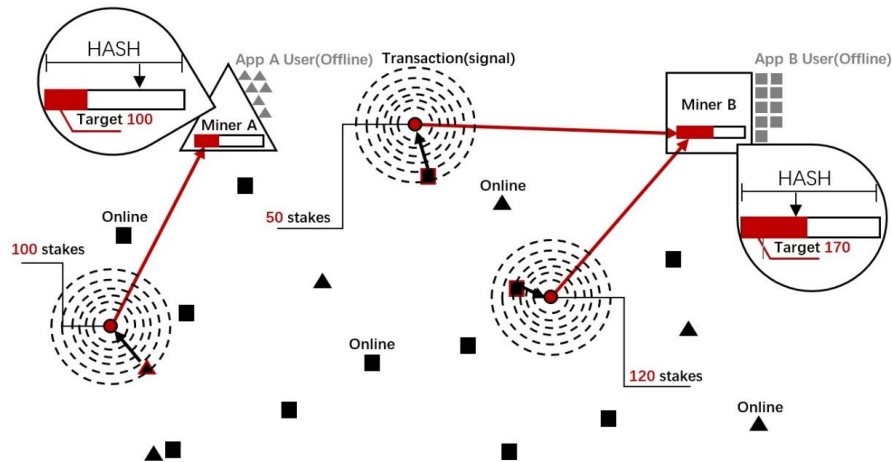 HASH
App A User(Offline)
Target 100
Miner A
Transaction(signal)
App B User(Offline)
Miner B
HASH
Target 170
Online
50 stakes
Online
100 stakes
Online
120 stakes
Online